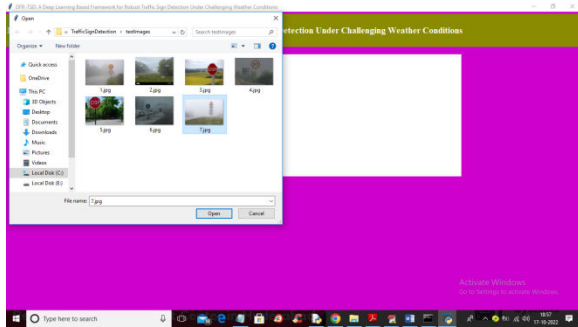 DFR-TSD: A Deep Learning Based Framework for Robust Traffic Sign Detection Under Challenging Weather Conditions
etection Under Challenging Weather Conditions
Open
TrafficSignDetection > testImages
Search testImages
Organize
New folder
Quick access
OneDrive
This PC
3D Objects
Desktop
Documents
Downloads
Music
Pictures
Videos
Local Disk (C:)
Local Disk (E:)
1.jpg
2.jpg
3.jpg
4.jpg
5.jpg
6.jpg
7.jpg
File name:
7.jpg
Open
Cancel
Activate Windows
Go to Settings to activate Windows.
Type here to search
18:57
17-10-2022